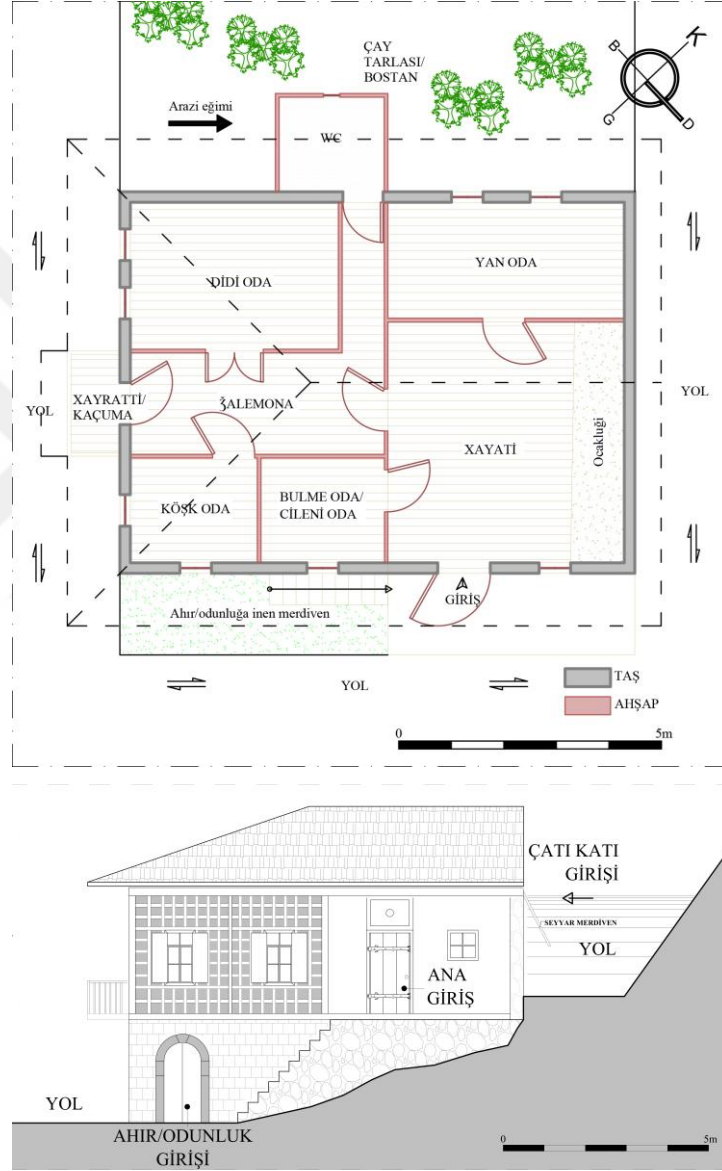 ÇAY
TARLASI/
BOSTAN
K
B
G
D
Arazi eğimi
WC
YAN ODA
DİDİ ODA
YOL
XAYRATTİ/
KAÇUMA
ǮALEMONA
XAYATİ
Ocakluği
YOL
KÖŞK ODA
BULME ODA/
CİLENİ ODA
GİRİŞ
Ahır/odunluğa inen merdiven
YOL
TAŞ
AHŞAP
0
5m
ÇATI KATI
GİRİŞİ
SEYYAR MERDİVEN
YOL
ANA
GİRİŞ
YOL
AHIR/ODUNLUK
GİRİŞİ
0
5m